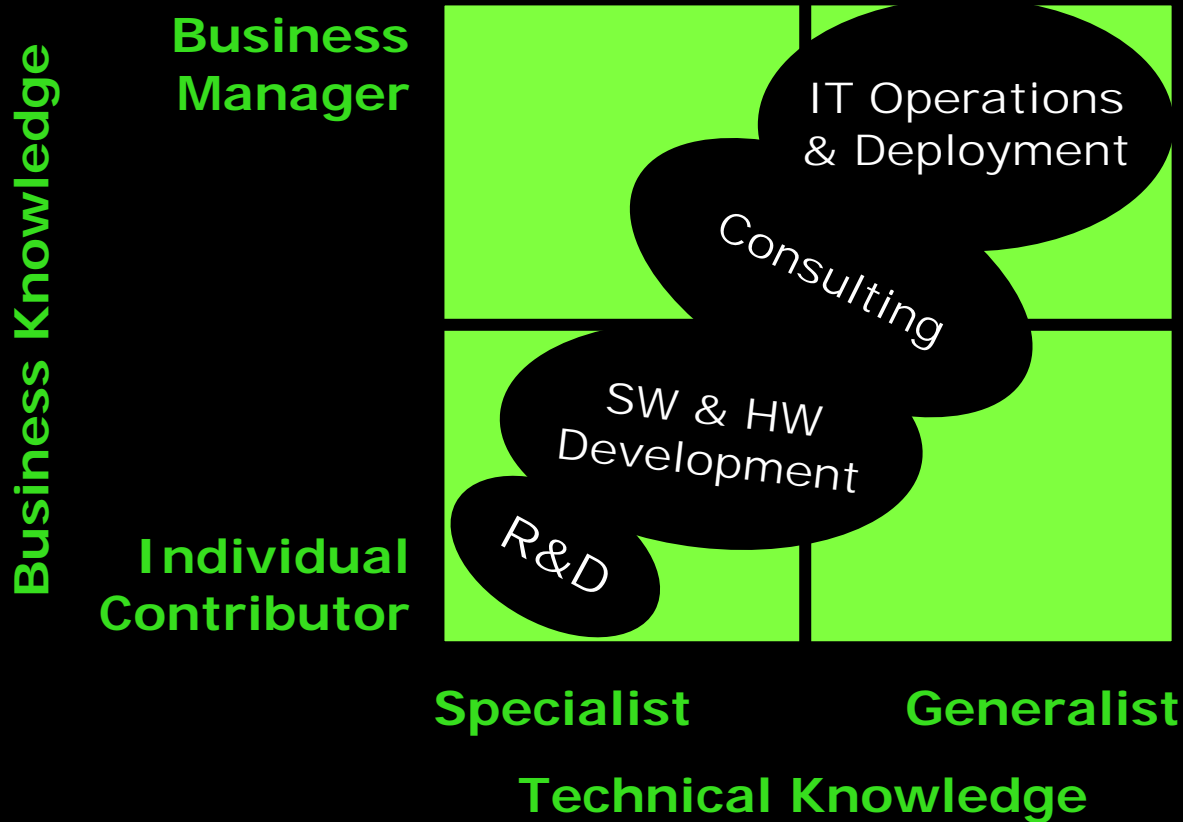 Business Knowledge
Business
Manager
Individual
Contributor
IT Operations
& Deployment
Consulting
SW & HW
Development
R&D
Specialist
Generalist
Technical Knowledge